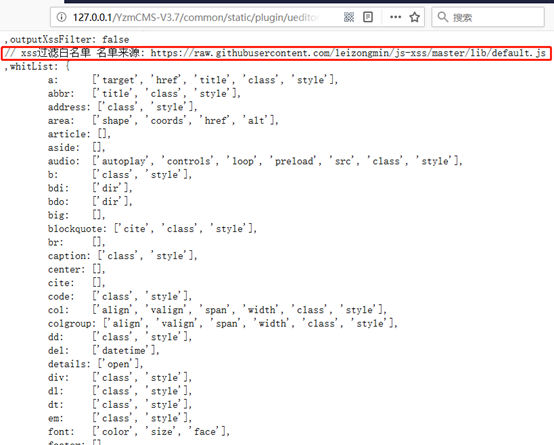 127.0.0.1/YzmCMS-V3.7/common/static/plugin/ueditor
搜索
,outputXssFilter: false
// xss过滤白名单 名单来源: https://raw.githubusercontent.com/leizongmin/js-xss/master/lib/default.js
,whitList: {
a: ['target', 'href', 'title', 'class', 'style'],
abbr: ['title', 'class', 'style'],
address: ['class', 'style'],
area: ['shape', 'coords', 'href', 'alt'],
article: [],
aside: [],
audio: ['autoplay', 'controls', 'loop', 'preload', 'src', 'class', 'style'],
b: ['class', 'style'],
bdi: ['dir'],
bdo: ['dir'],
big: [],
blockquote: ['cite', 'class', 'style'],
br: [],
caption: ['class', 'style'],
center: [],
cite: [],
code: ['class', 'style'],
col: ['align', 'valign', 'span', 'width', 'class', 'style'],
colgroup: ['align', 'valign', 'span', 'width', 'class', 'style'],
dd: ['class', 'style'],
del: ['datetime'],
details: ['open'],
div: ['class', 'style'],
dl: ['class', 'style'],
dt: ['class', 'style'],
em: ['class', 'style'],
font: ['color', 'size', 'face'],
footer: []